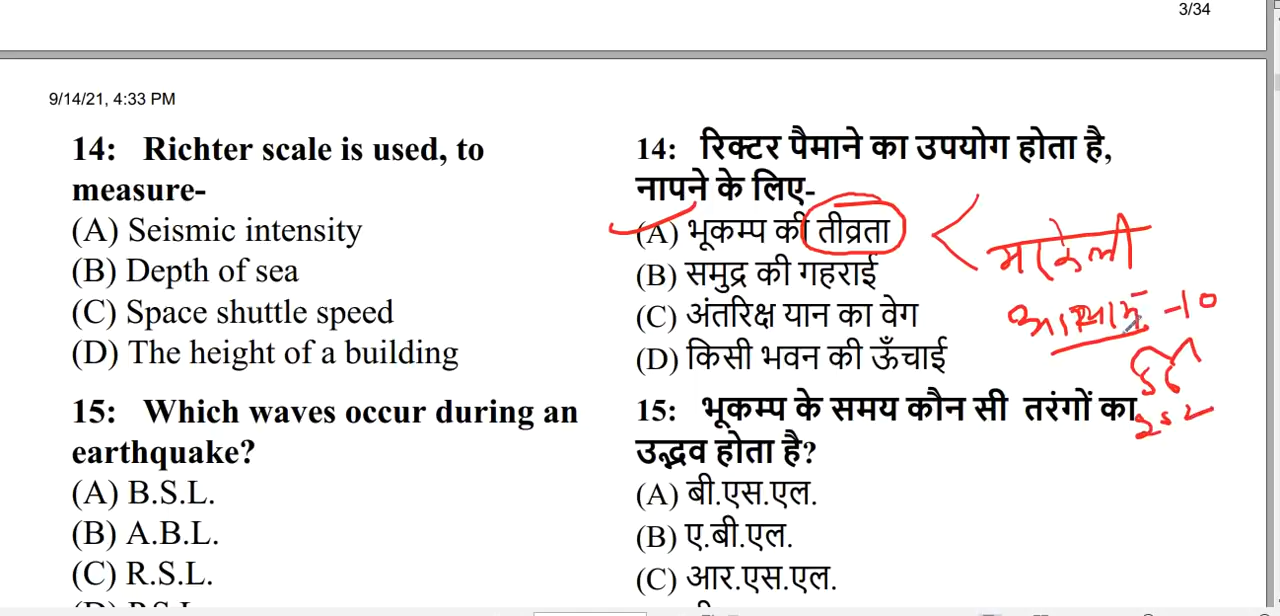 3/34
9/14/21, 4:33 PM
14: Richter scale is used, to
measure-
(A) Seismic intensity
(B) Depth of sea
(C) Space shuttle speed
(D) The height of a building
15: Which waves occur during an
earthquake?
(A) B.S.L.
(B) A.B.L.
(C) R.S.L.
14: रिक्टर पैमाने का उपयोग होता है,
नापने के लिए-
(A) भूकम्प की तीव्रता
(B) समुद्र की गहराई
(C) अंतरिक्ष यान का वेग
(D) किसी भवन की ऊँचाई
15: भूकम्प के समय कौन सी तरंगों का
उद्भव होता है?
(A) बी.एस.एल.
(B) ए.बी.एल.
(C) आर.एस.एल.
मरकेली
-10